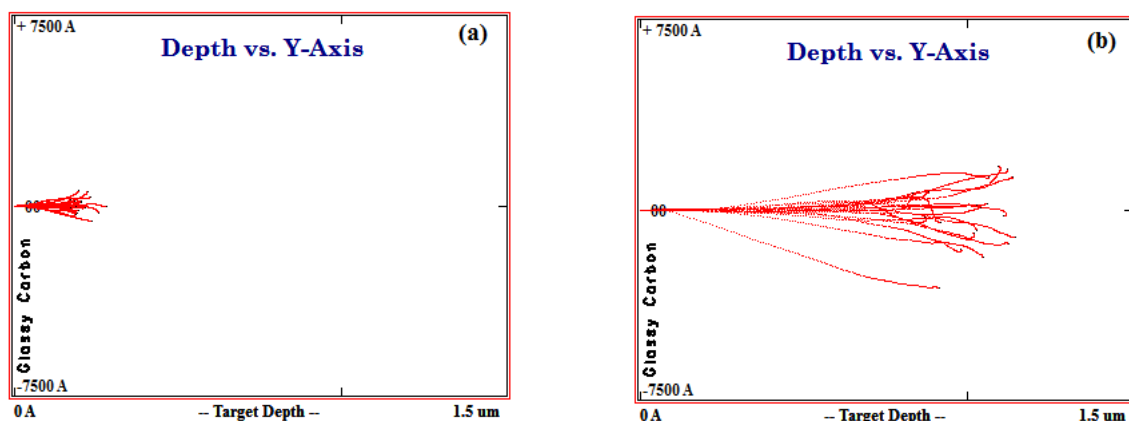 + 7500 A
(a)
Depth vs. Y-Axis
00
Glassy Carbon
-7500 A
0 A -- Target Depth -- 1.5 um
+ 7500 A
(b)
Depth vs. Y-Axis
00
Glassy Carbon
-7500 A
0 A -- Target Depth -- 1.5 um